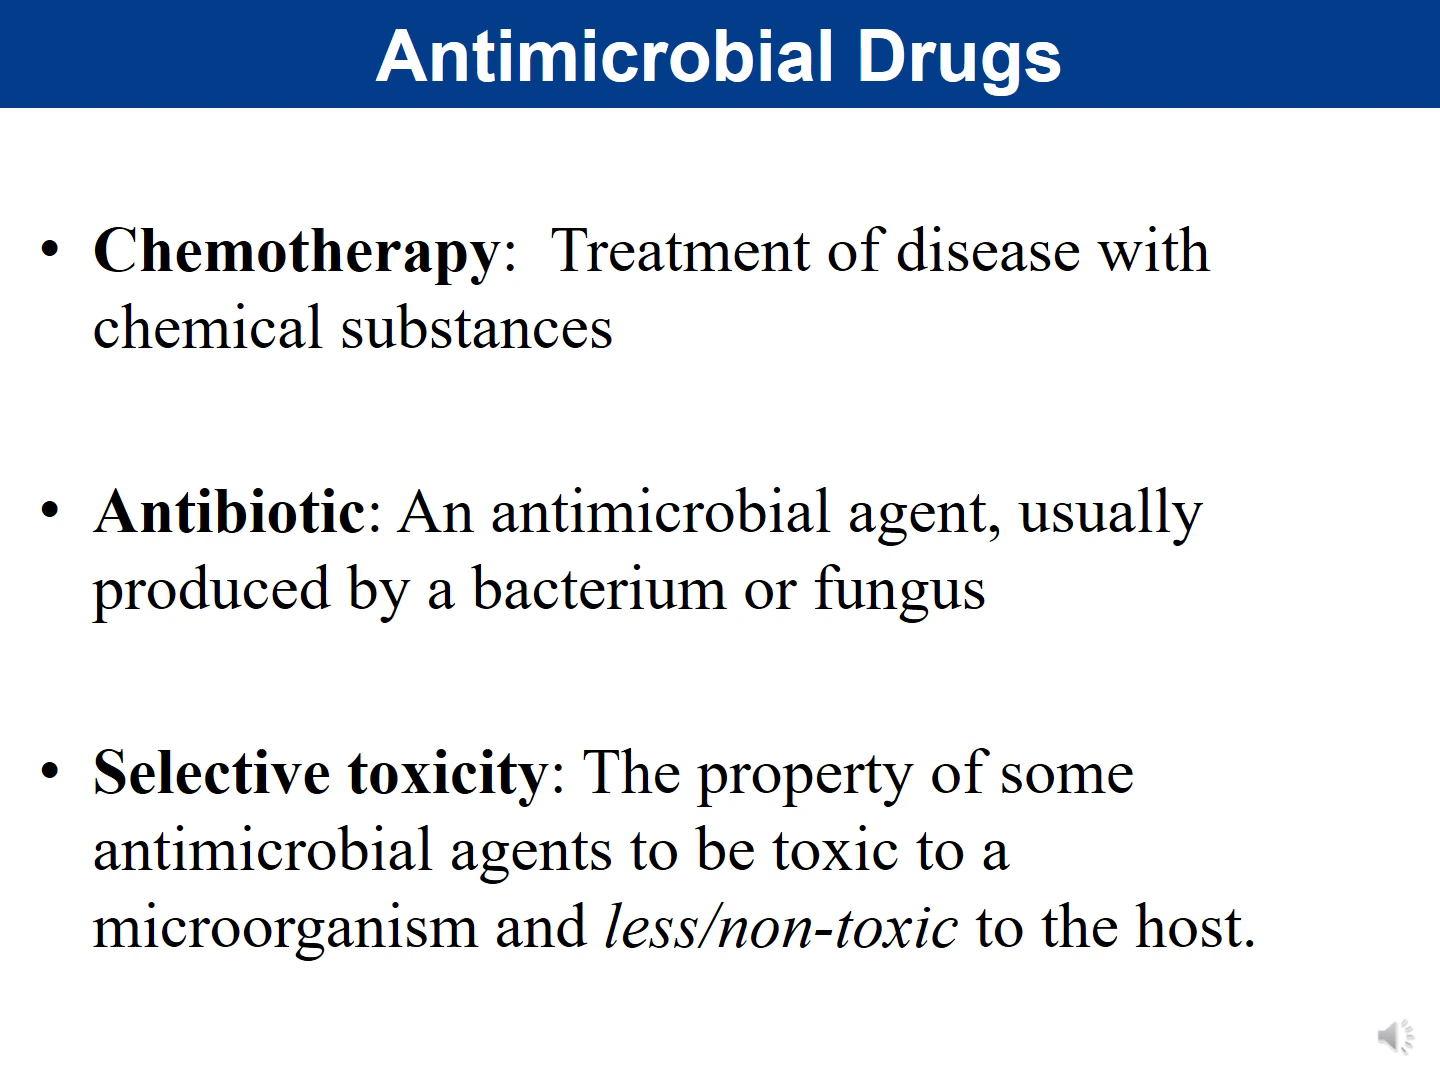 Antimicrobial Drugs
• Chemotherapy:  Treatment of disease with
chemical substances
• Antibiotic: An antimicrobial agent, usually
produced by a bacterium or fungus
• Selective toxicity: The property of some
antimicrobial agents to be toxic to a
microorganism and less/non-toxic to the host.